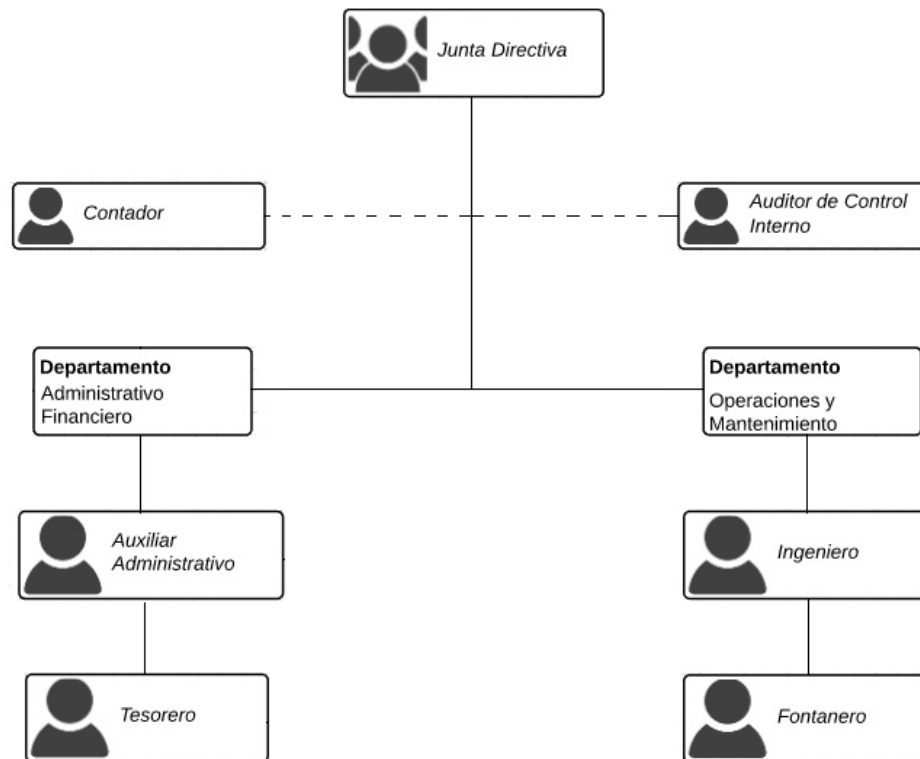 Junta Directiva
Contador
Auditor de Control
Interno
Departamento
Administrativo
Financiero
Departamento
Operaciones y
Mantenimiento
Auxiliar
Administrativo
Ingeniero
Tesorero
Fontanero